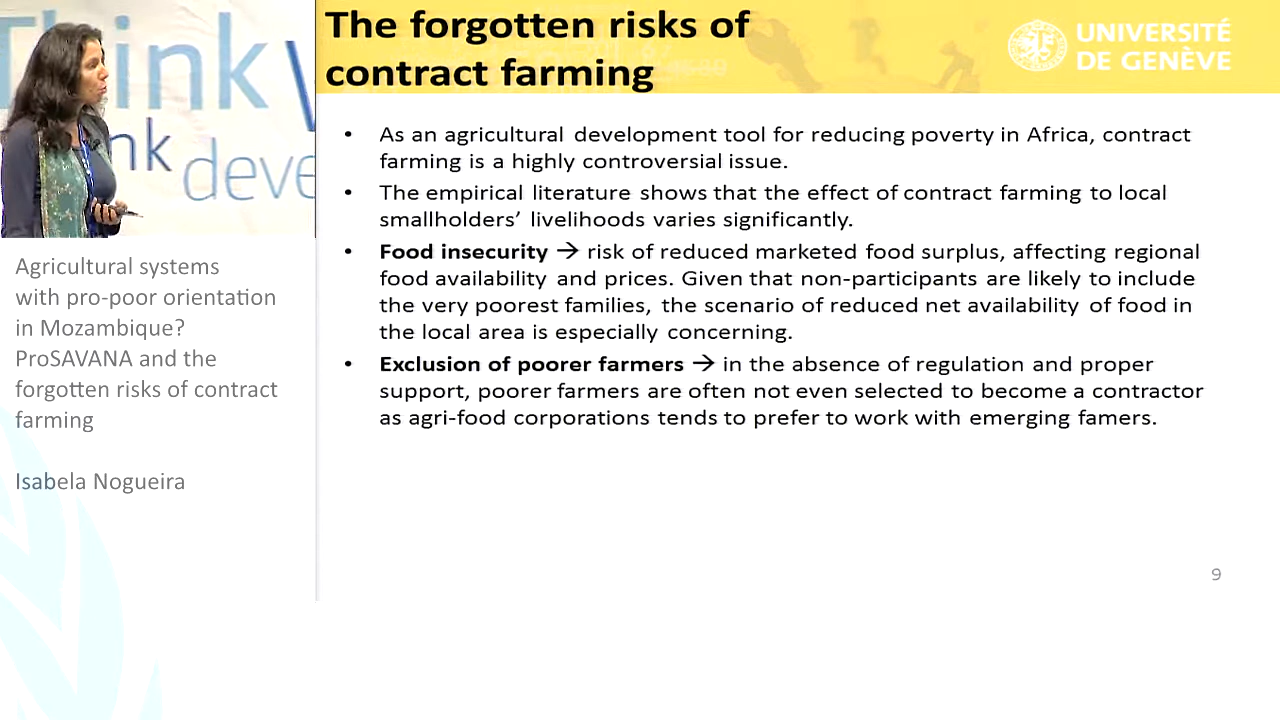 The forgotten risks of
contract farming
UNIVERSITÉ
DE GENÈVE
Think
nk
deve
Agricultural systems
with pro-poor orientation
in Mozambique?
ProSAVANA and the
forgotten risks of contract
farming
Isabela Nogueira
• As an agricultural development tool for reducing poverty in Africa, contract
farming is a highly controversial issue.
• The empirical literature shows that the effect of contract farming to local
smallholders’ livelihoods varies significantly.
• Food insecurity → risk of reduced marketed food surplus, affecting regional
food availability and prices. Given that non-participants are likely to include
the very poorest families, the scenario of reduced net availability of food in
the local area is especially concerning.
• Exclusion of poorer farmers → in the absence of regulation and proper
support, poorer farmers are often not even selected to become a contractor
as agri-food corporations tends to prefer to work with emerging famers.
9